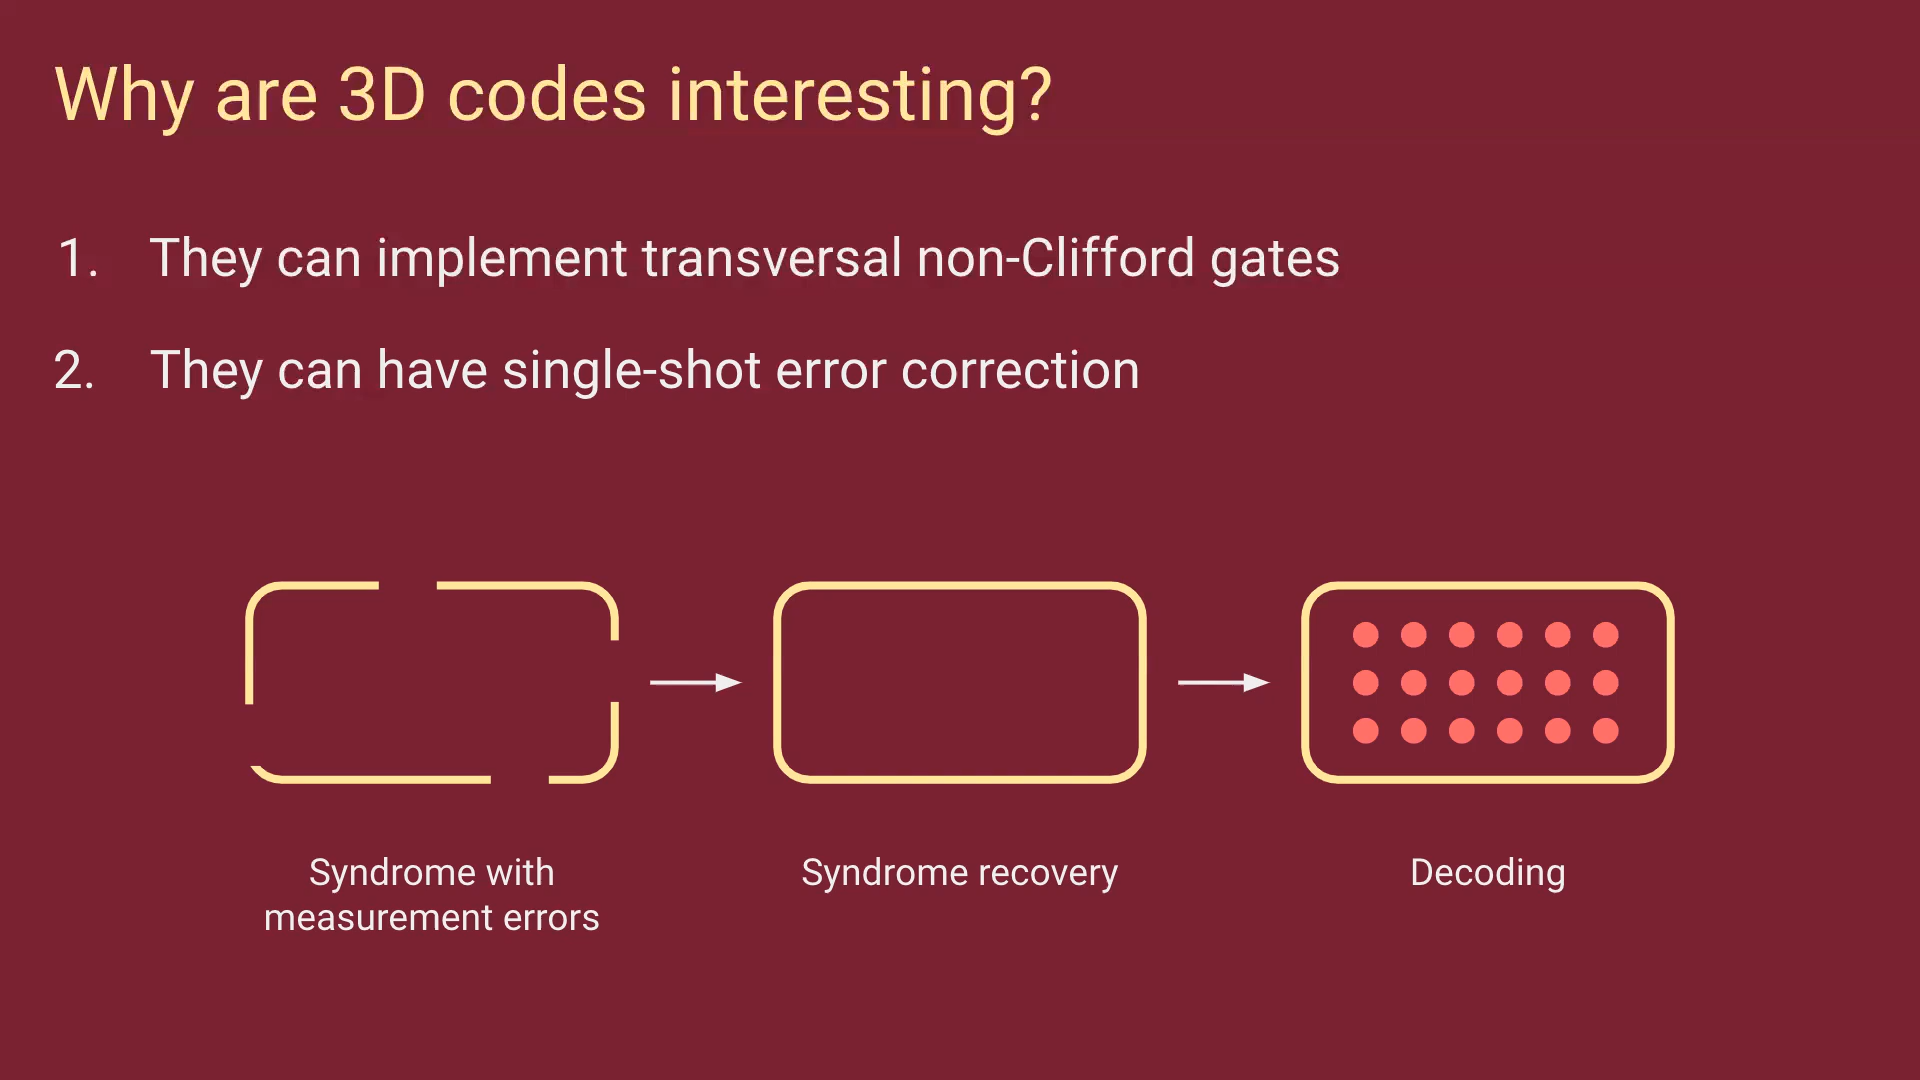 Why are 3D codes interesting?
1. They can implement transversal non-Clifford gates
2. They can have single-shot error correction
Syndrome with
measurement errors
Syndrome recovery
Decoding